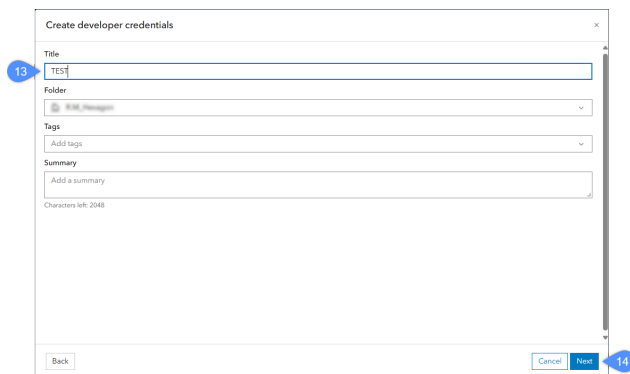 Create developer credentials ×
Title
13
TEST
Folder
Tags
Add tags
Summary
Add a summary
Characters left: 2048
Back Cancel Next 14